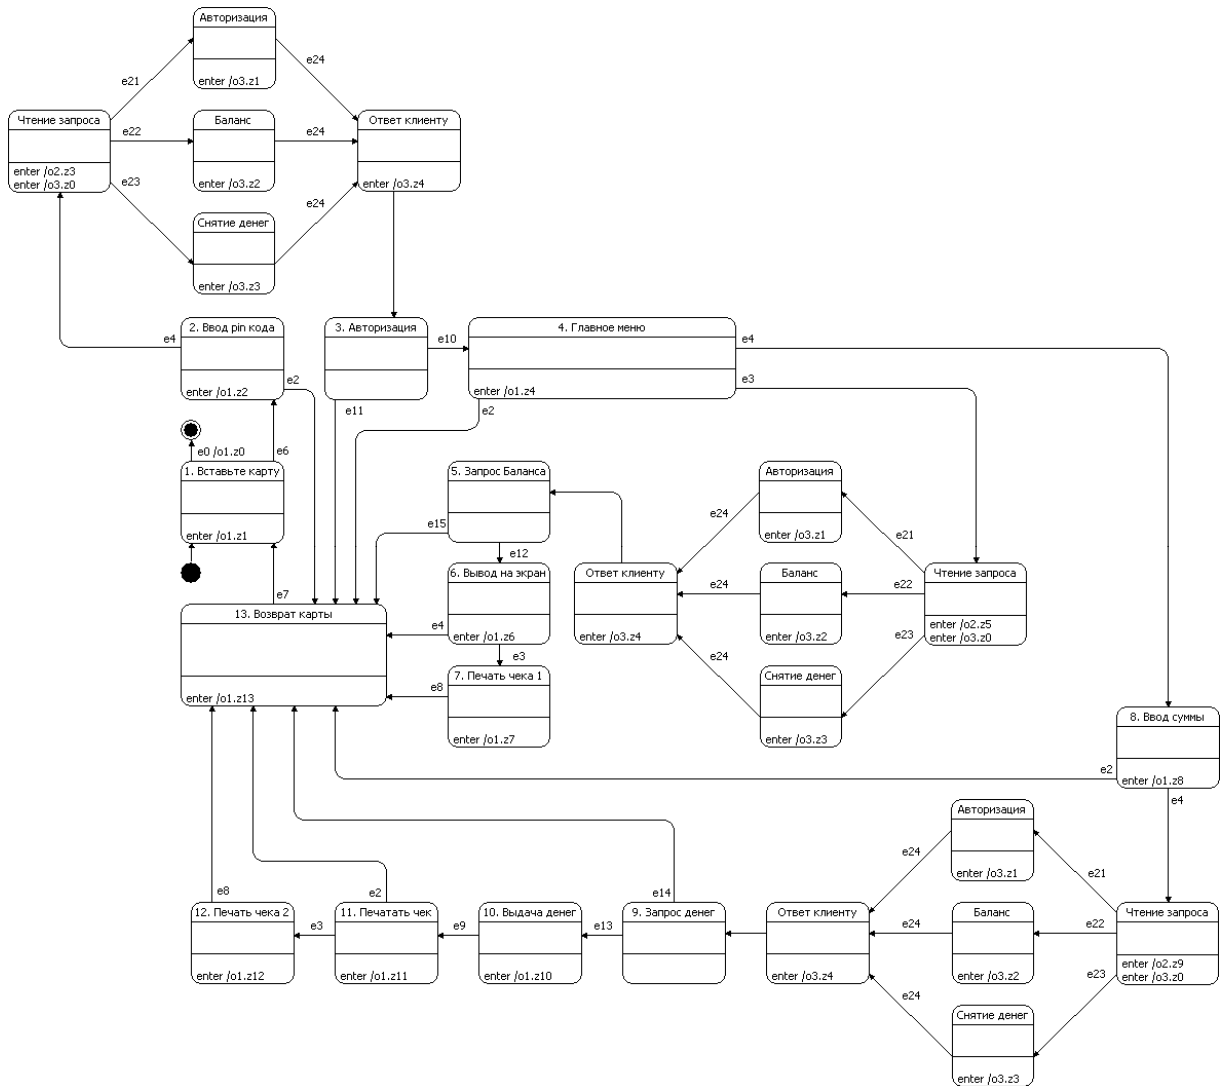 Авторизация
enter /o3.z1
e21
e24
Чтение запроса
enter /o2.z3
enter /o3.z0
e22
Баланс
enter /o3.z2
e24
Ответ клиенту
enter /o3.z4
e23
Снятие денег
enter /o3.z3
e24
2. Ввод pin кода
enter /o1.z2
e4
e2
3. Авторизация
e10
e11
4. Главное меню
enter /o1.z4
e4
e3
e2
e0 /o1.z0
e6
1. Вставьте карту
enter /o1.z1
e7
5. Запрос Баланса
e15
e12
6. Вывод на экран
enter /o1.z6
e4
e3
7. Печать чека 1
enter /o1.z7
e8
13. Возврат карты
enter /o1.z13
Авторизация
enter /o3.z1
e24
e21
Ответ клиенту
enter /o3.z4
e24
Баланс
enter /o3.z2
e22
Чтение запроса
enter /o2.z5
enter /o3.z0
e24
Снятие денег
enter /o3.z3
e23
8. Ввод суммы
enter /o1.z8
e2
e4
Авторизация
enter /o3.z1
e24
e21
e8
e2
e14
12. Печать чека 2
enter /o1.z12
e3
11. Печатать чек
enter /o1.z11
e9
10. Выдача денег
enter /o1.z10
e13
9. Запрос денег
Ответ клиенту
enter /o3.z4
e24
Баланс
enter /o3.z2
e22
Чтение запроса
enter /o2.z9
enter /o3.z0
e24
Снятие денег
enter /o3.z3
e23